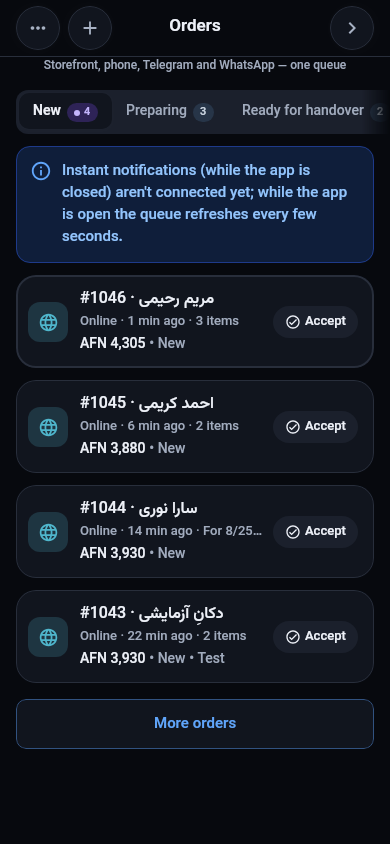 Orders
Storefront, phone, Telegram and WhatsApp — one queue
New 4 Preparing 3 Ready for handover 2
Instant notifications (while the app is
closed) aren't connected yet; while the app
is open the queue refreshes every few
seconds.
#1046 · مریم رحیمی
Online · 1 min ago · 3 items
AFN 4,305 • New
Accept
#1045 · احمد کریمی
Online · 6 min ago · 2 items
AFN 3,880 • New
Accept
#1044 · سارا نوری
Online · 14 min ago · For 8/25…
AFN 3,930 • New
Accept
#1043 · دکانِ آزمایشی
Online · 22 min ago · 2 items
AFN 3,930 • New • Test
Accept
More orders